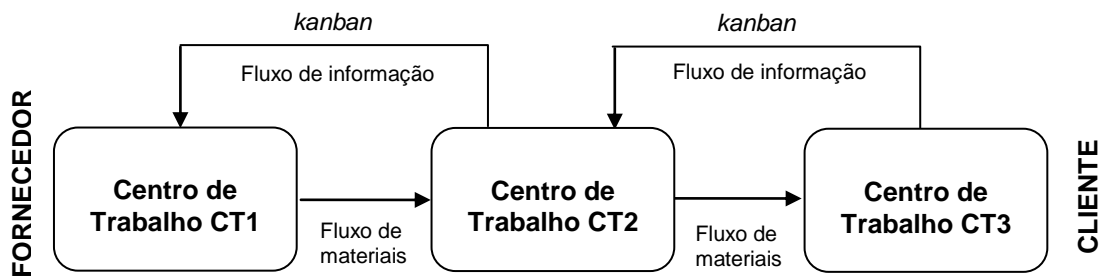 kanban
kanban
Fluxo de informação
Fluxo de informação
FORNECEDOR
Centro de
Trabalho CT1
Fluxo de
materiais
Centro de
Trabalho CT2
Fluxo de
materiais
Centro de
Trabalho CT3
CLIENTE